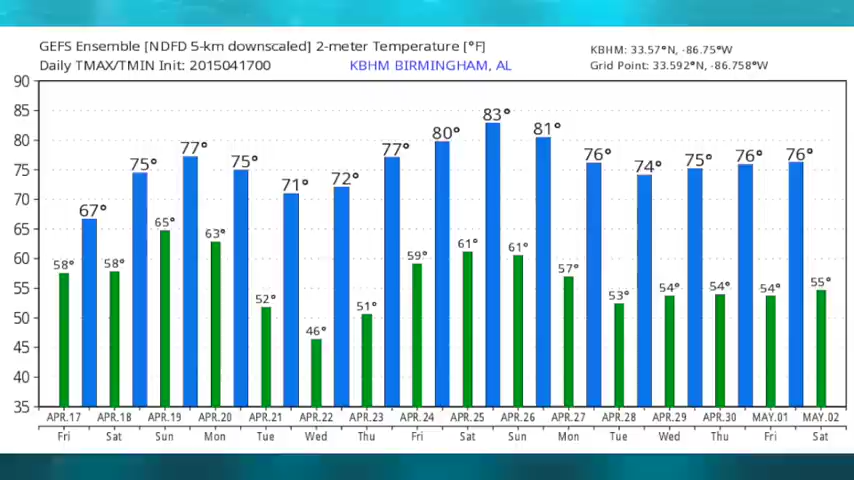 GEFS Ensemble [NDFD 5-km downscaled] 2-meter Temperature [°F]
KBHM: 33.57°N, -86.75°W
Daily TMAX/TMIN Init: 2015041700
KBHM BIRMINGHAM, AL
Grid Point: 33.592°N, -86.758°W
90
85
80
75
70
65
60
55
50
45
40
35
67° 75° 77° 75° 71° 72° 77° 80° 83° 81° 76° 74° 75° 76° 76°
58° 58° 65° 63° 52° 46° 51° 59° 61° 61° 57° 53° 54° 54° 54° 55°
APR.17 APR.18 APR.19 APR.20 APR.21 APR.22 APR.23 APR.24 APR.25 APR.26 APR.27 APR.28 APR.29 APR.30 MAY.01 MAY.02
Fri Sat Sun Mon Tue Wed Thu Fri Sat Sun Mon Tue Wed Thu Fri Sat